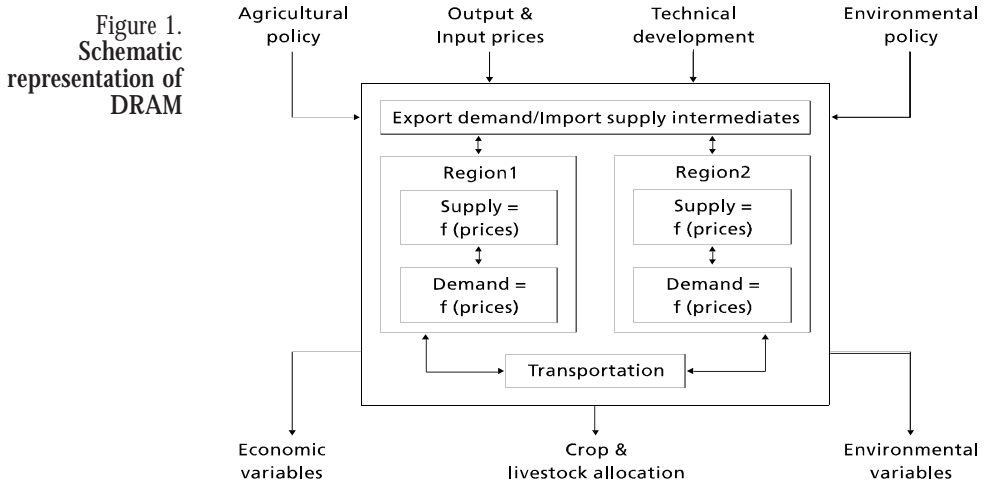 Figure 1.
Schematic
representation of
DRAM
Agricultural
policy
Output &
Input prices
Technical
development
Environmental
policy
Export demand/Import supply intermediates
Region1
Supply =
f (prices)
Demand =
f (prices)
Region2
Supply =
f (prices)
Demand =
f (prices)
Transportation
Economic
variables
Crop &
livestock allocation
Environmental
variables